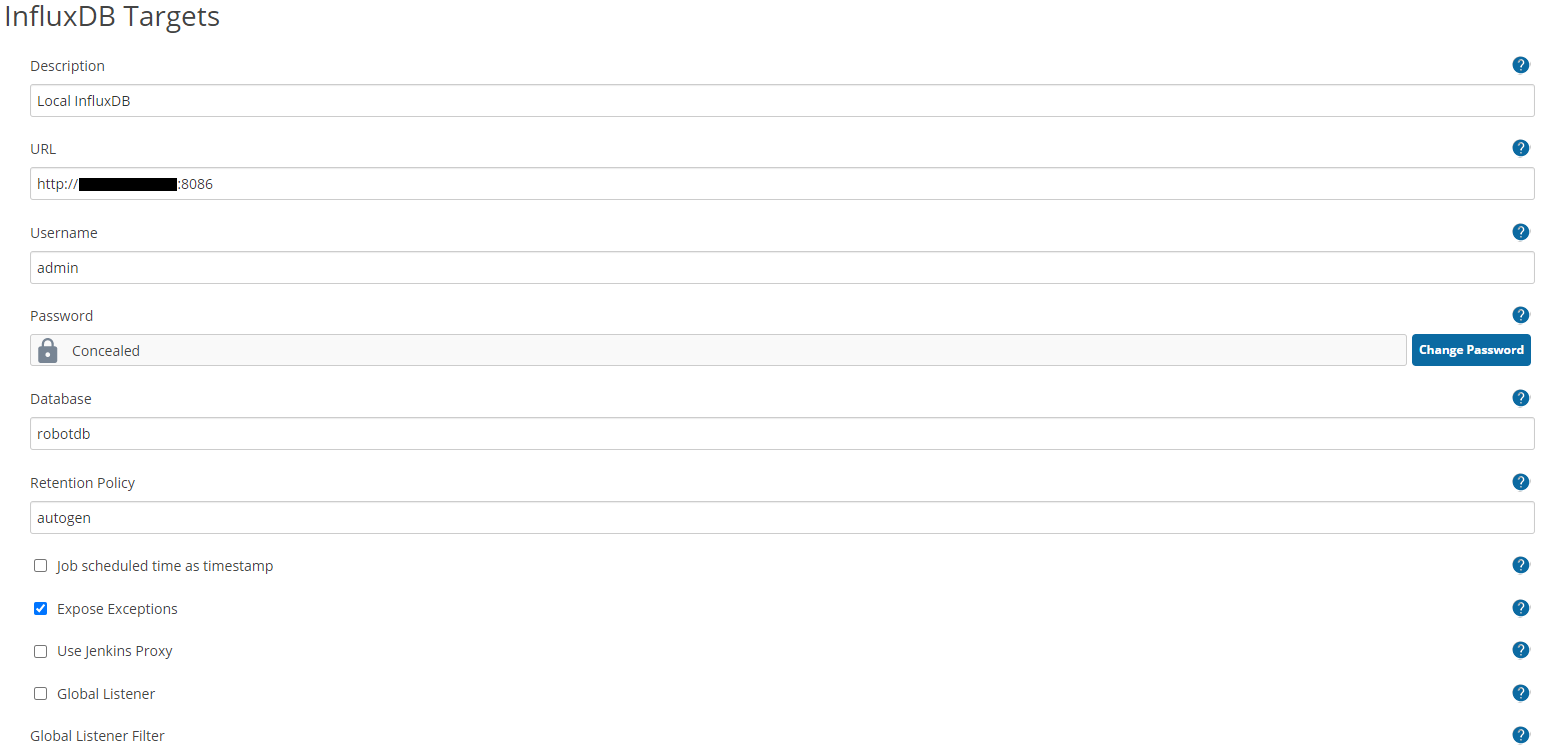 InfluxDB Targets
Description
?
Local InfluxDB
URL
?
http:// :8086
Username
?
admin
Password
?
Concealed
Change Password
Database
?
robotdb
Retention Policy
?
autogen
Job scheduled time as timestamp
?
Expose Exceptions
?
Use Jenkins Proxy
?
Global Listener
?
Global Listener Filter
?